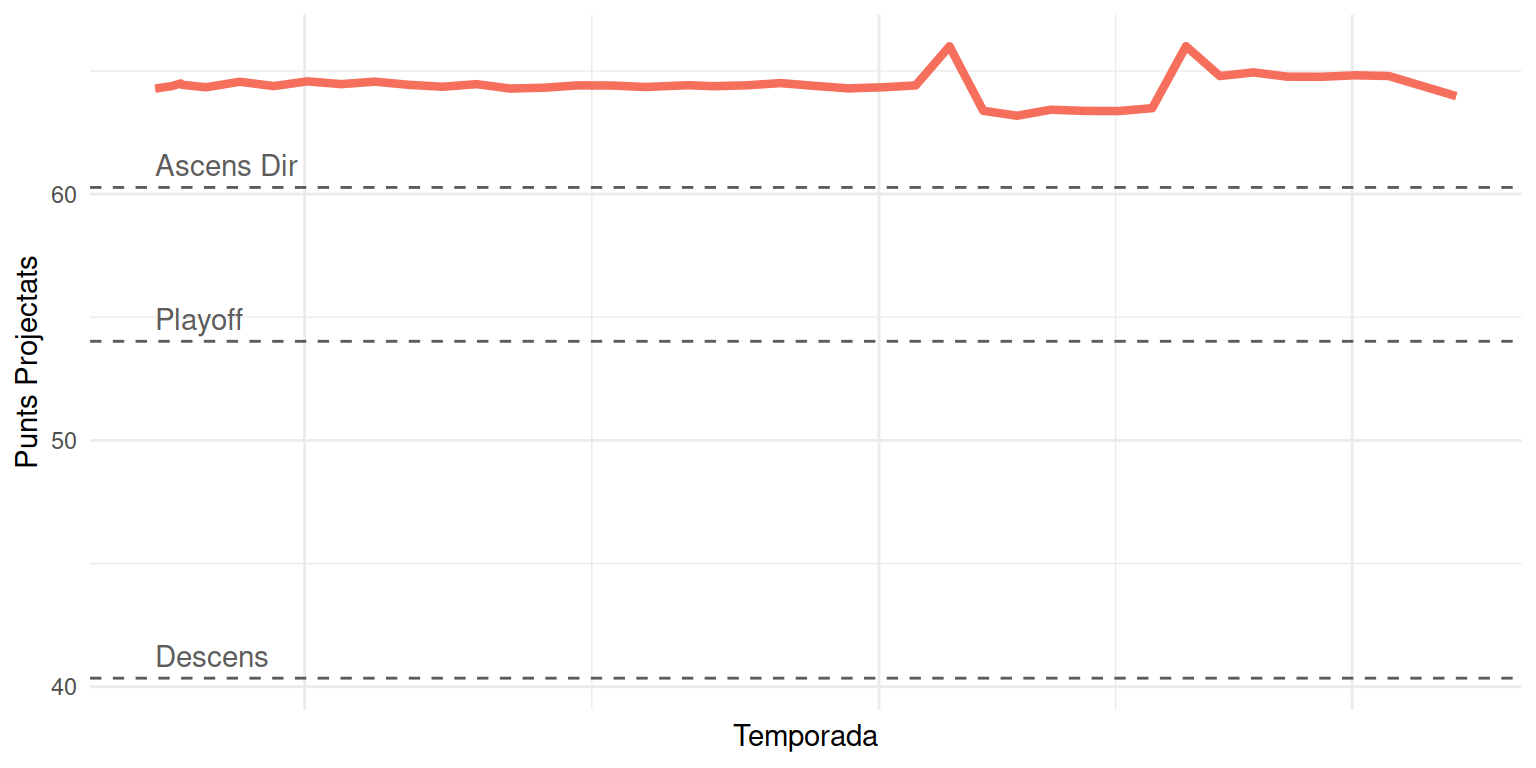 Ascens Dir
60
Playoff
Punts Projectats
50
Descens
40
Temporada